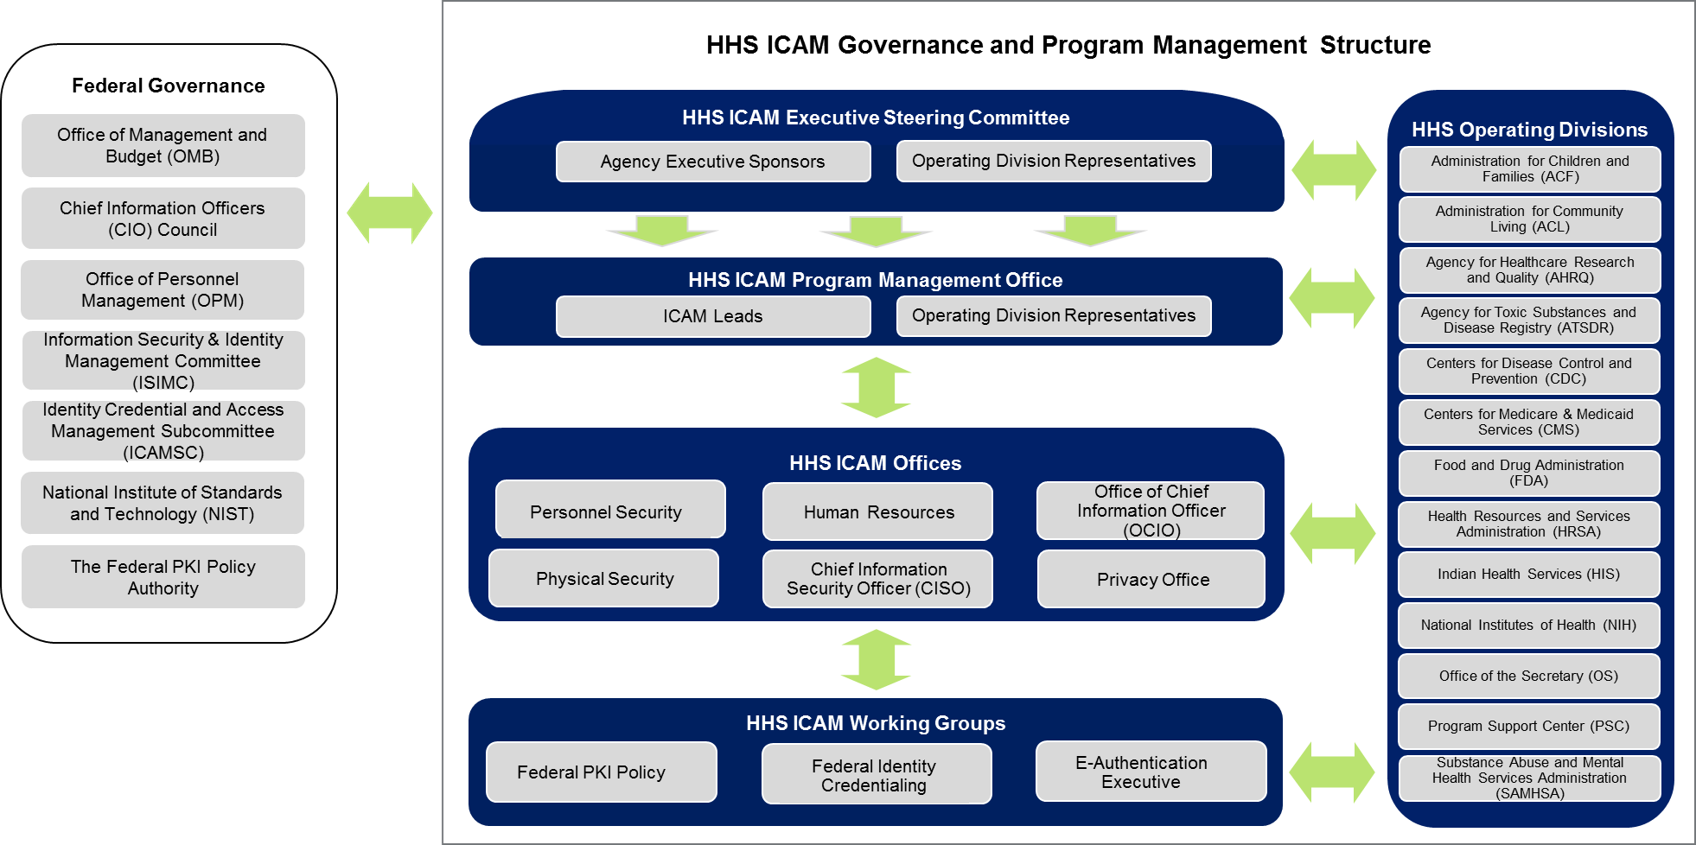 HHS ICAM Governance and Program Management Structure
Federal Governance
Office of Management and
Budget (OMB)
Chief Information Officers
(CIO) Council
Office of Personnel
Management (OPM)
Information Security & Identity
Management Committee
(ISIMC)
Identity Credential and Access
Management Subcommittee
(ICAMSC)
National Institute of Standards
and Technology (NIST)
The Federal PKI Policy
Authority
HHS ICAM Executive Steering Committee
Agency Executive Sponsors
Operating Division Representatives
HHS ICAM Program Management Office
ICAM Leads
Operating Division Representatives
HHS ICAM Offices
Personnel Security
Human Resources
Office of Chief
Information Officer
(OCIO)
Physical Security
Chief Information
Security Officer (CISO)
Privacy Office
HHS ICAM Working Groups
Federal PKI Policy
Federal Identity
Credentialing
E-Authentication
Executive
HHS Operating Divisions
Administration for Children and
Families (ACF)
Administration for Community
Living (ACL)
Agency for Healthcare Research
and Quality (AHRQ)
Agency for Toxic Substances and
Disease Registry (ATSDR)
Centers for Disease Control and
Prevention (CDC)
Centers for Medicare & Medicaid
Services (CMS)
Food and Drug Administration
(FDA)
Health Resources and Services
Administration (HRSA)
Indian Health Services (HIS)
National Institutes of Health (NIH)
Office of the Secretary (OS)
Program Support Center (PSC)
Substance Abuse and Mental
Health Services Administration
(SAMHSA)